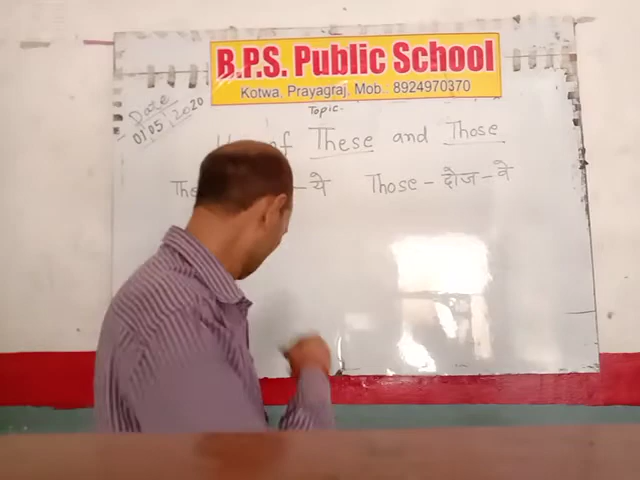 B.P.S. Public School
Kotwa, Prayagraj, Mob.: 8924970370
Date
01/05/2020
Topic-
of These and Those
- ये Those - दोज - वे